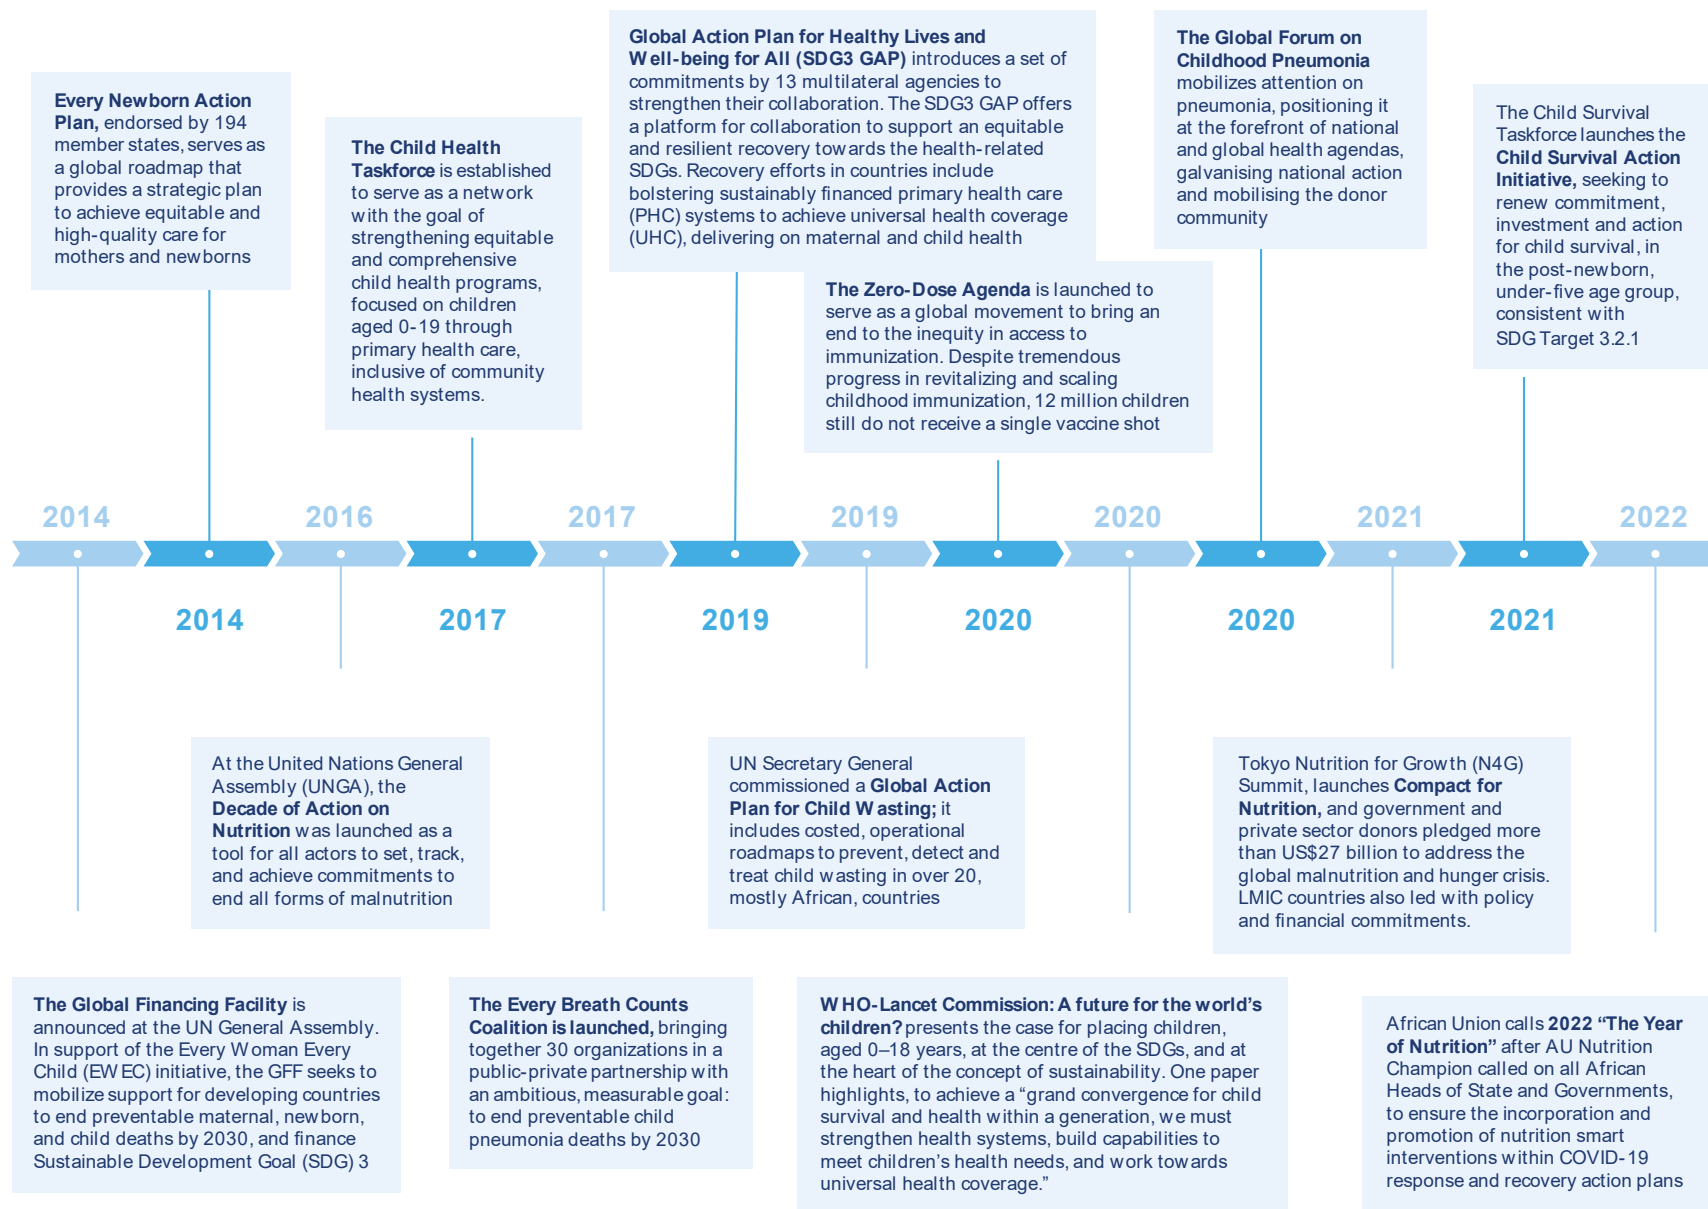 Every Newborn Action
Plan, endorsed by 194
member states, serves as
a global roadmap that
provides a strategic plan
to achieve equitable and
high-quality care for
mothers and newborns
The Child Health
Taskforce is established
to serve as a network
with the goal of
strengthening equitable
and comprehensive
child health programs,
focused on children
aged 0-19 through
primary health care,
inclusive of community
health systems.
Global Action Plan for Healthy Lives and
Well-being for All (SDG3 GAP) introduces a set of
commitments by 13 multilateral agencies to
strengthen their collaboration. The SDG3 GAP offers
a platform for collaboration to support an equitable
and resilient recovery towards the health-related
SDGs. Recovery efforts in countries include
bolstering sustainably financed primary health care
(PHC) systems to achieve universal health coverage
(UHC), delivering on maternal and child health
The Zero-Dose Agenda is launched to
serve as a global movement to bring an
end to the inequity in access to
immunization. Despite tremendous
progress in revitalizing and scaling
childhood immunization, 12 million children
still do not receive a single vaccine shot
The Global Forum on
Childhood Pneumonia
mobilizes attention on
pneumonia, positioning it
at the forefront of national
and global health agendas,
galvanising national action
and mobilising the donor
community
The Child Survival
Taskforce launches the
Child Survival Action
Initiative, seeking to
renew commitment,
investment and action
for child survival, in
the post-newborn,
under-five age group,
consistent with
SDG Target 3.2.1
2014
2016
2017
2019
2020
2021
2022
2014
2017
2019
2020
2020
2021
At the United Nations General
Assembly (UNGA), the
Decade of Action on
Nutrition was launched as a
tool for all actors to set, track,
and achieve commitments to
end all forms of malnutrition
UN Secretary General
commissioned a Global Action
Plan for Child Wasting; it
includes costed, operational
roadmaps to prevent, detect and
treat child wasting in over 20,
mostly African, countries
Tokyo Nutrition for Growth (N4G)
Summit, launches Compact for
Nutrition, and government and
private sector donors pledged more
than US$27 billion to address the
global malnutrition and hunger crisis.
LMIC countries also led with policy
and financial commitments.
The Global Financing Facility is
announced at the UN General Assembly.
In support of the Every Woman Every
Child (EWEC) initiative, the GFF seeks to
mobilize support for developing countries
to end preventable maternal, newborn,
and child deaths by 2030, and finance
Sustainable Development Goal (SDG) 3
The Every Breath Counts
Coalition is launched, bringing
together 30 organizations in a
public-private partnership with
an ambitious, measurable goal:
to end preventable child
pneumonia deaths by 2030
WHO-Lancet Commission: A future for the world's
children? presents the case for placing children,
aged 0–18 years, at the centre of the SDGs, and at
the heart of the concept of sustainability. One paper
highlights, to achieve a “grand convergence for child
survival and health within a generation, we must
strengthen health systems, build capabilities to
meet children’s health needs, and work towards
universal health coverage.”
African Union calls 2022 “The Year
of Nutrition” after AU Nutrition
Champion called on all African
Heads of State and Governments,
to ensure the incorporation and
promotion of nutrition smart
interventions within COVID-19
response and recovery action plans